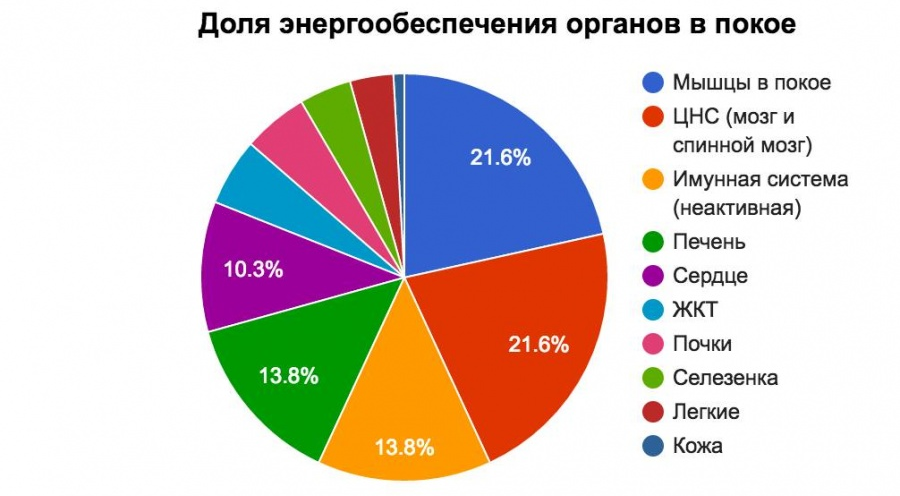 Доля энергообеспечения органов в покое
21.6%
21.6%
13.8%
13.8%
10.3%
Мышцы в покое
ЦНС (мозг и
спинной мозг)
Имунная система
(неактивная)
Печень
Сердце
ЖКТ
Почки
Селезенка
Легкие
Кожа